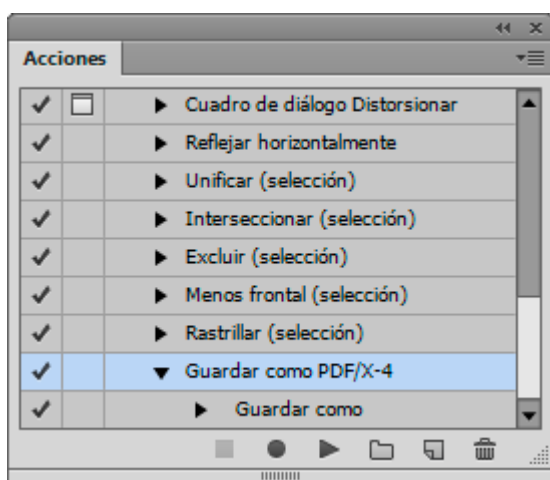 Acciones
Cuadro de diálogo Distorsionar
Reflejar horizontalmente
Unificar (selección)
Interseccionar (selección)
Excluir (selección)
Menos frontal (selección)
Rastrillar (selección)
Guardar como PDF/X-4
Guardar como